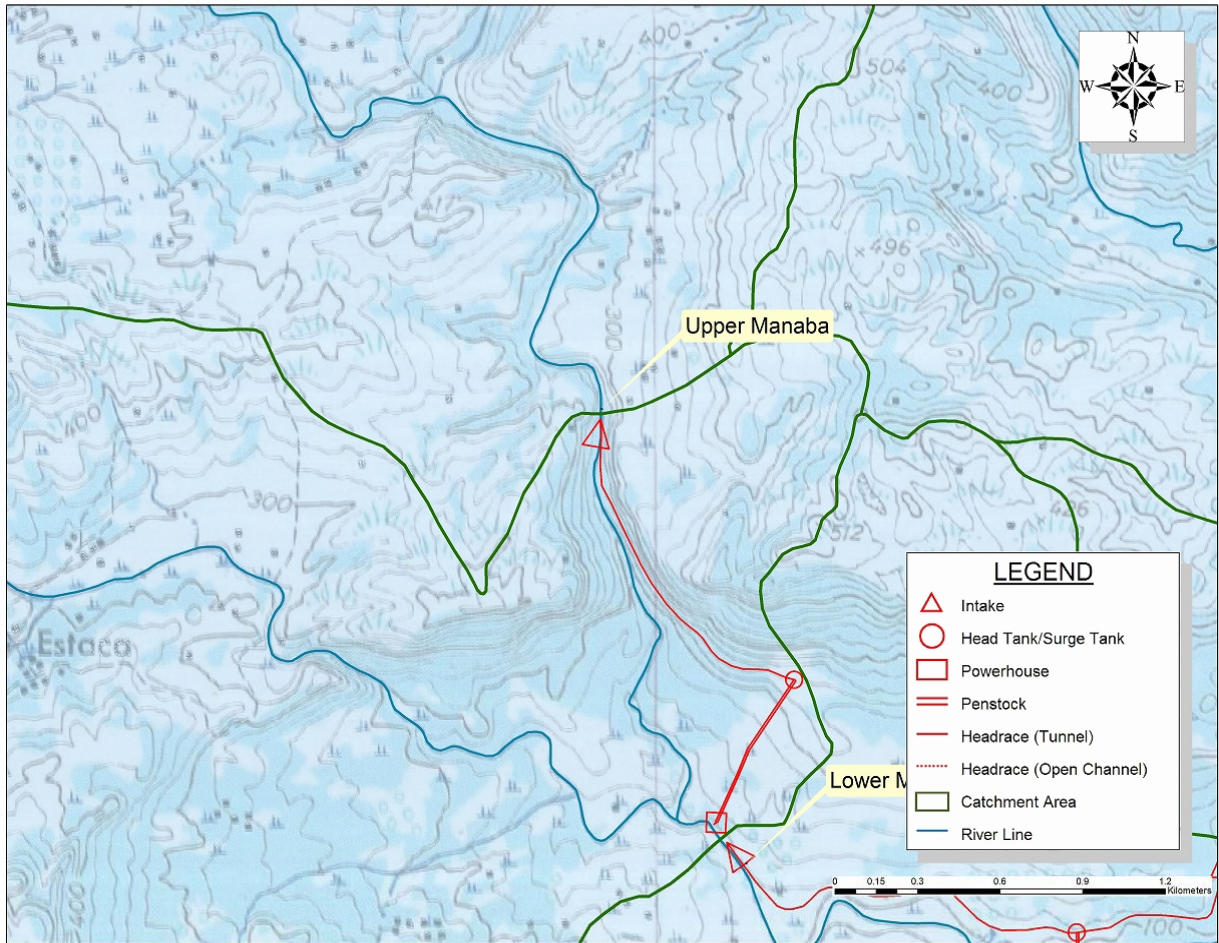 400
504
400
N
W E
S
417
496
Upper Manaba
300
400
300
426
512
LEGEND
Intake
Head Tank/Surge Tank
Powerhouse
Penstock
Headrace (Tunnel)
Headrace (Open Channel)
Catchment Area
River Line
Estaco
Lower M
0 0.15 0.3 0.6 0.9 1.2
Kilometers
400
100